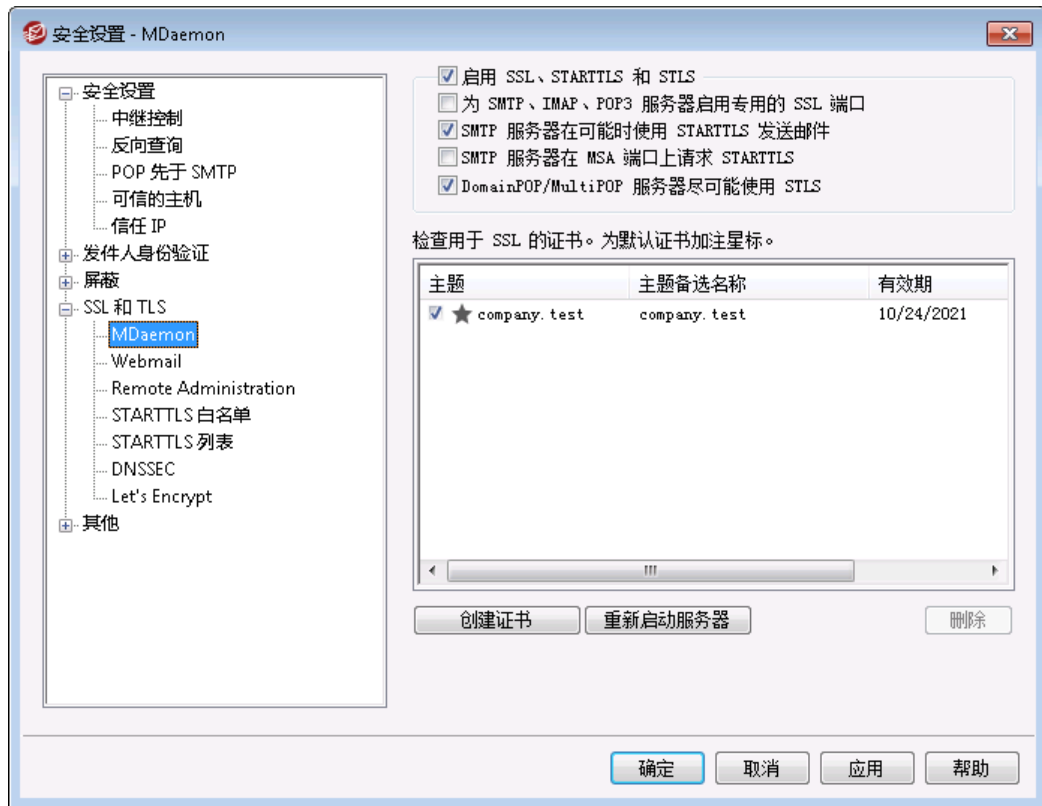 安全设置 - MDaemon
安全设置
中继控制
反向查询
POP 先于 SMTP
可信的主机
信任 IP
发件人身份验证
屏蔽
SSL 和 TLS
MDaemon
Webmail
Remote Administration
STARTTLS 白名单
STARTTLS 列表
DNSSEC
Let's Encrypt
其他
启用 SSL、STARTTLS 和 STLS
为 SMTP、IMAP、POP3 服务器启用专用的 SSL 端口
SMTP 服务器在可能时使用 STARTTLS 发送邮件
SMTP 服务器在 MSA 端口上请求 STARTTLS
DomainPOP/MultiPOP 服务器尽可能使用 STLS
检查用于 SSL 的证书。为默认证书加注星标。
主题 主题备选名称 有效期
company.test company.test 10/24/2021
创建证书 重新启动服务器 删除
确定 取消 应用 帮助